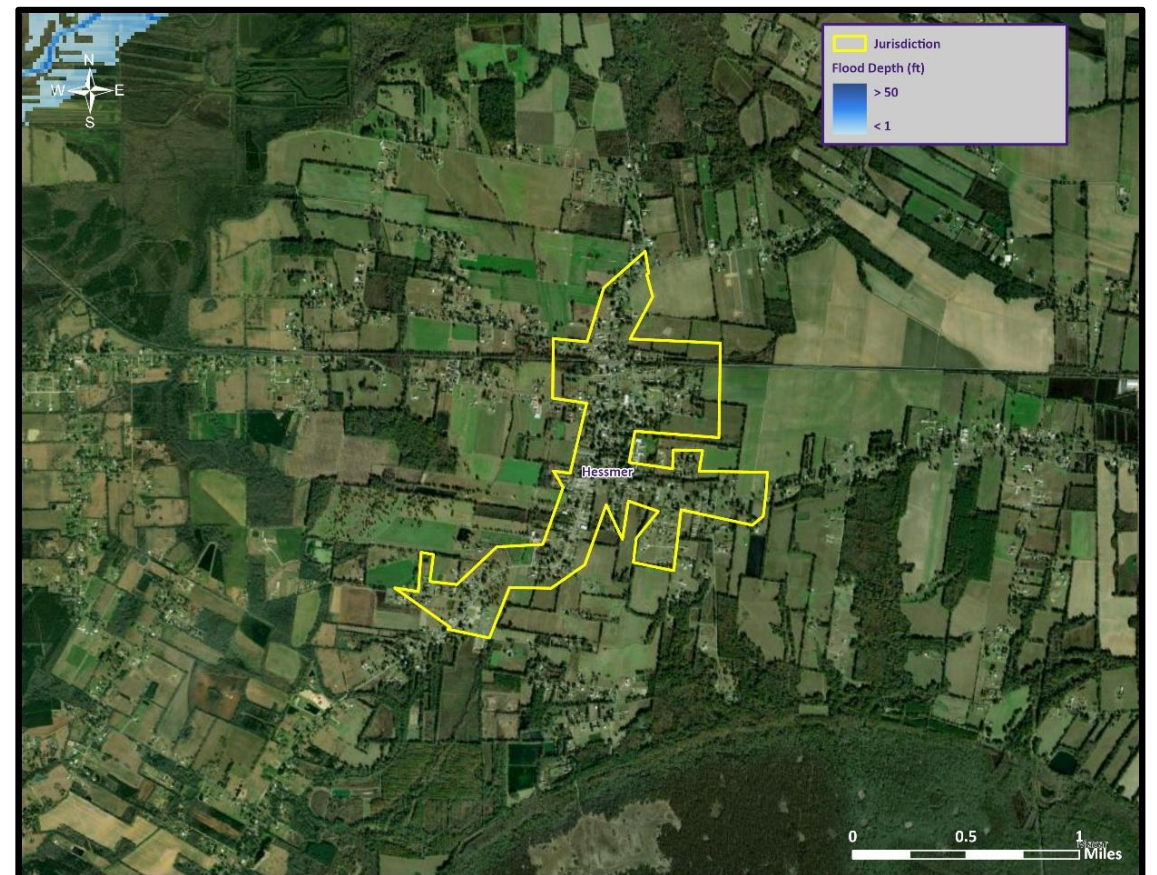 Jurisdiction
Flood Depth (ft)
> 50
< 1
N
W E
S
Hessmer
0 0.5 1
Miles